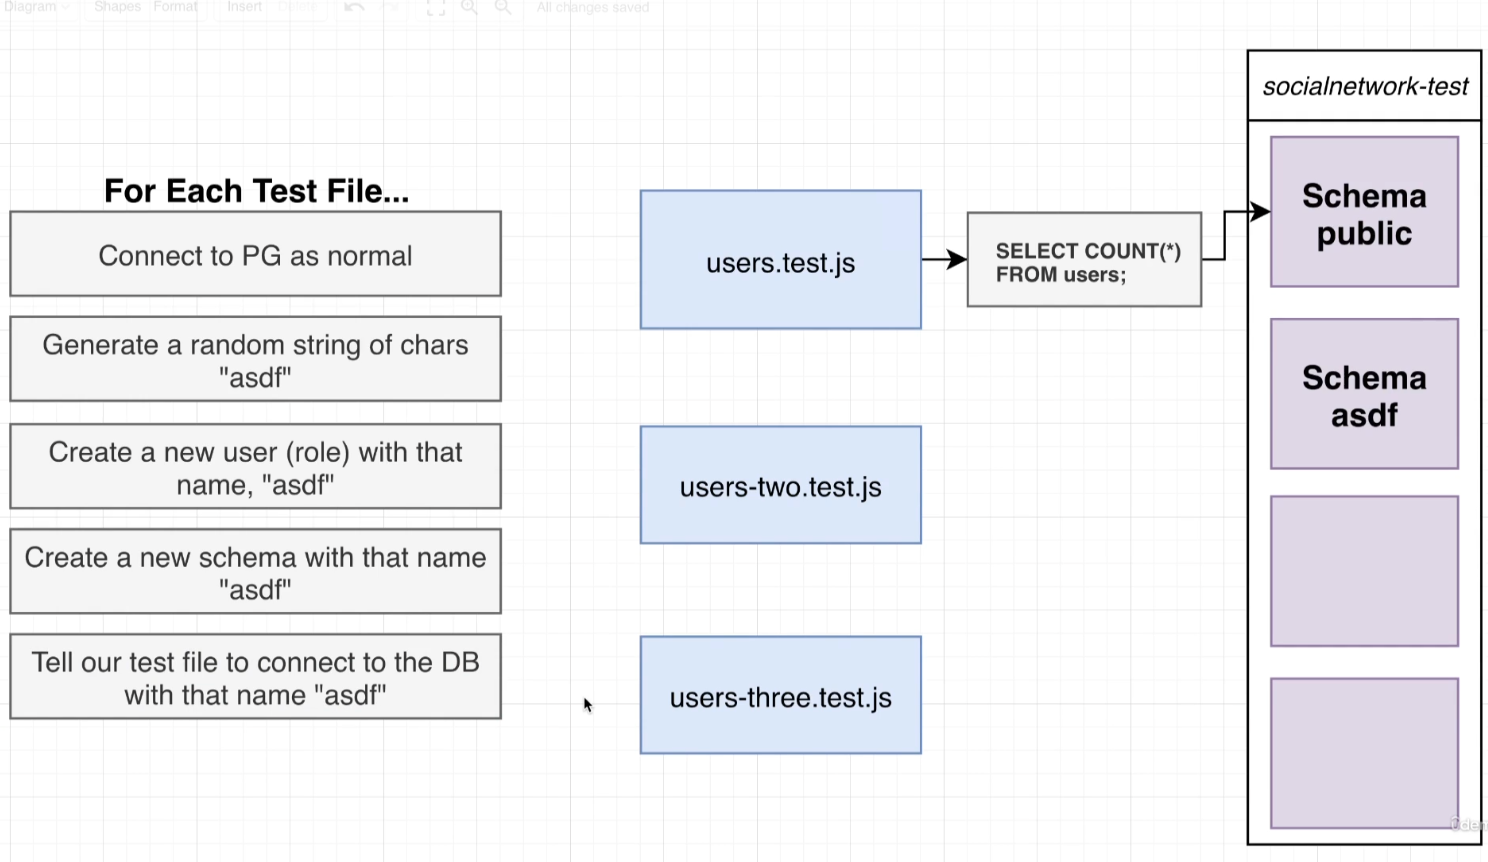 Diagram
Shapes
Format
Insert
Delete
All changes saved
socialnetwork-test
For Each Test File...
Connect to PG as normal
Generate a random string of chars
"asdf"
Create a new user (role) with that
name, "asdf"
Create a new schema with that name
"asdf"
Tell our test file to connect to the DB
with that name "asdf"
users.test.js
SELECT COUNT(*)
FROM users;
users-two.test.js
users-three.test.js
Schema
public
Schema
asdf